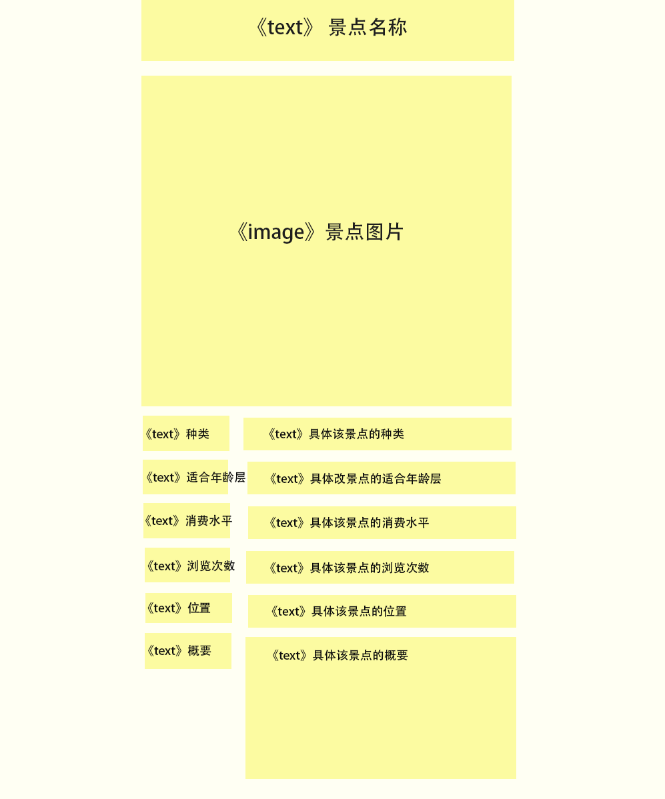 《text》 景点名称
《image》景点图片
《text》种类 《text》具体该景点的种类
《text》适合年龄层 《text》具体改景点的适合年龄层
《text》消费水平 《text》具体该景点的消费水平
《text》浏览次数 《text》具体该景点的浏览次数
《text》位置 《text》具体该景点的位置
《text》概要 《text》具体该景点的概要